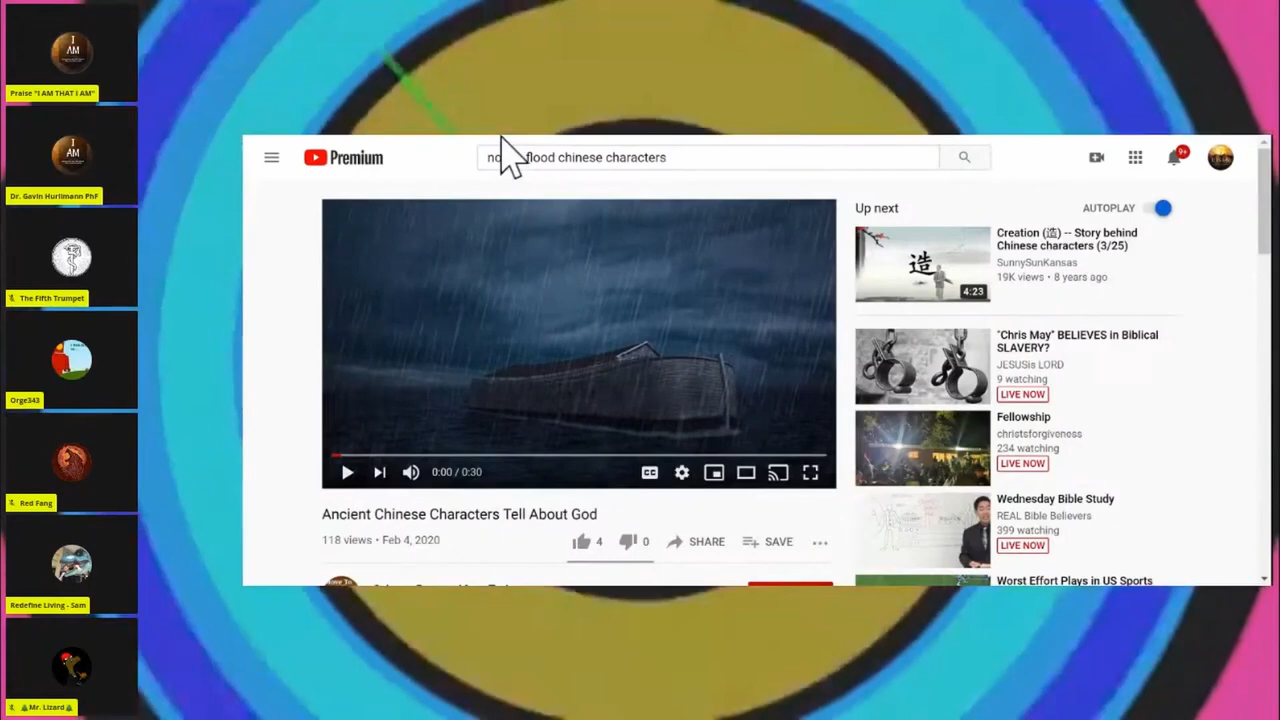 I
AM
Praise "I AM THAT I AM"
I
AM
Dr. Gavin Hurlimann PhF
The Fifth Trumpet
Orge343
Red Fang
Redefine Living - Sam
🎄Mr. Lizard🎄
Premium
flood chinese characters
9+
0:00 / 0:30
CC
Ancient Chinese Characters Tell About God
118 views • Feb 4, 2020
4
0
SHARE
SAVE
Up next
AUTOPLAY
造
4:23
Creation (造) -- Story behind
Chinese characters (3/25)
SunnySunKansas
19K views • 8 years ago
"Chris May" BELIEVES in Biblical
SLAVERY?
JESUSis LORD
9 watching
LIVE NOW
Fellowship
christsforgiveness
234 watching
LIVE NOW
Wednesday Bible Study
REAL Bible Believers
399 watching
LIVE NOW
Worst Effort Plays in US Sports